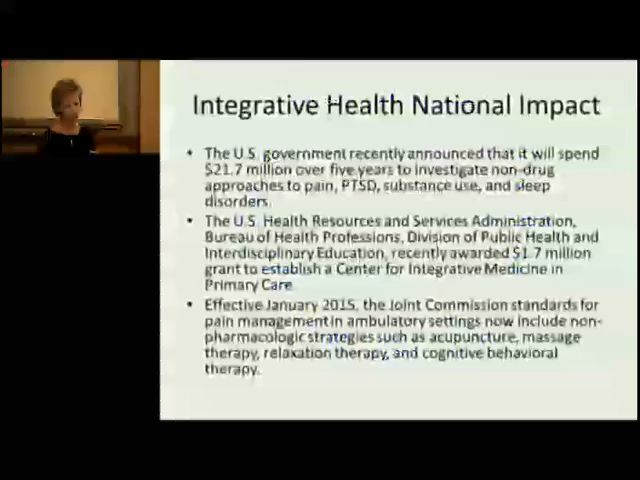 Integrative Health National Impact
• The U.S. government recently announced that it will spend
$21.7 million over five years to investigate non-drug
approaches to pain, PTSD, substance use, and sleep
disorders.
• The U.S. Health Resources and Services Administration,
Bureau of Health Professions, Division of Public Health and
Interdisciplinary Education, recently awarded $1.7 million
grant to establish a Center for Integrative Medicine in
Primary Care
• Effective January 2015, the Joint Commission standards for
pain management in ambulatory settings now include non-
pharmacologic strategies such as acupuncture, massage
therapy, relaxation therapy, and cognitive behavioral
therapy.